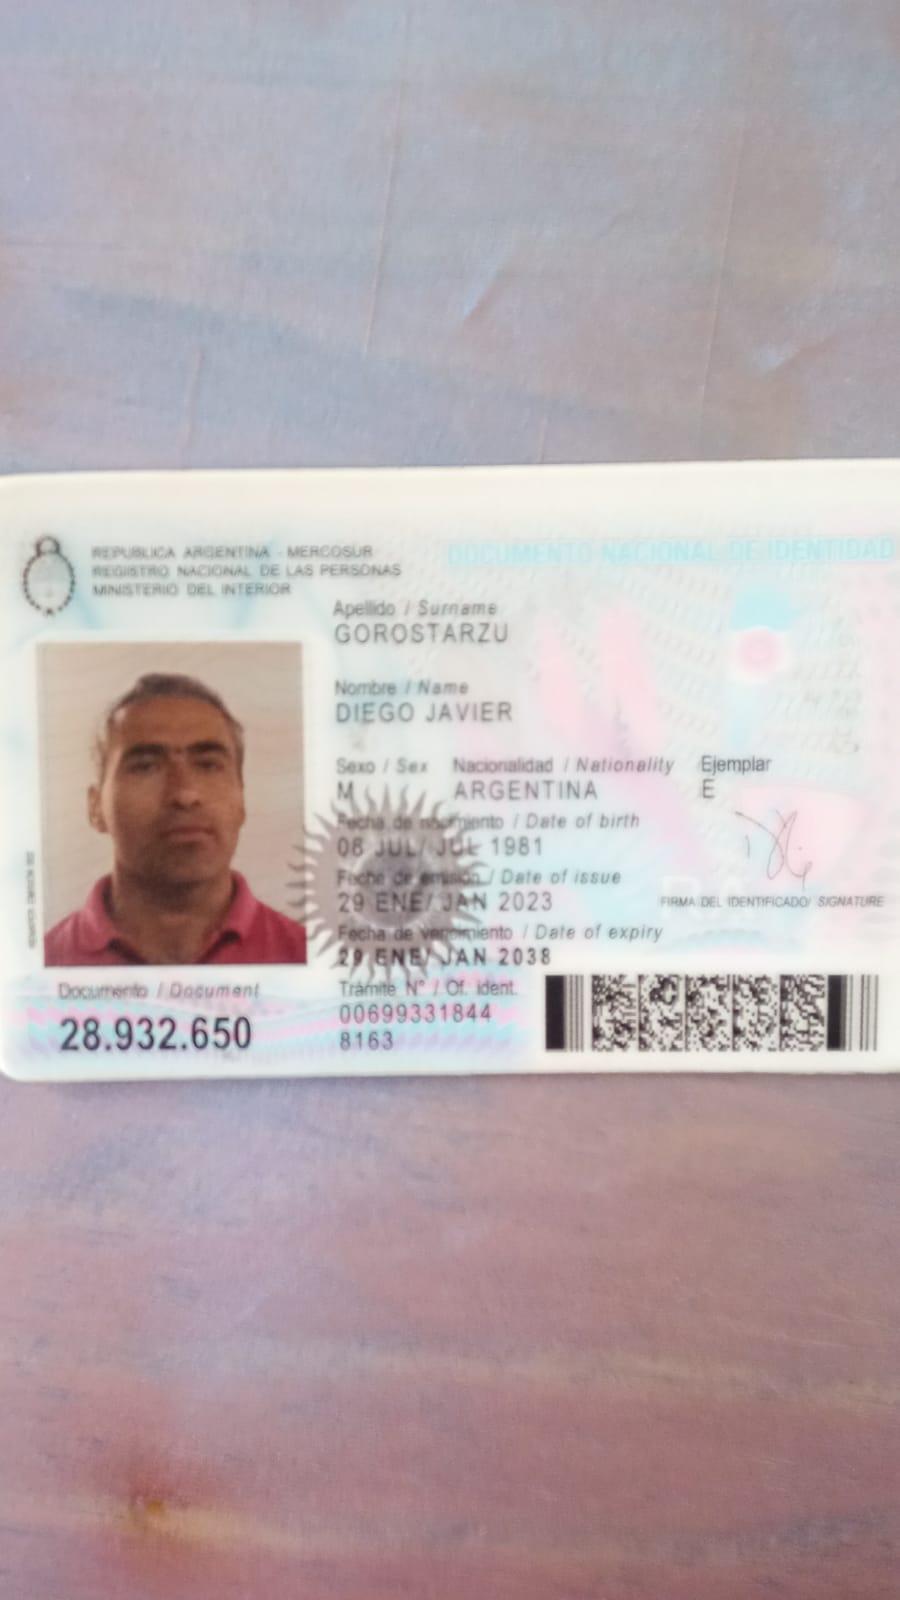 REPUBLICA ARGENTINA - MERCOSUR
REGISTRO NACIONAL DE LAS PERSONAS
MINISTERIO DEL INTERIOR
DOCUMENTO NACIONAL DE IDENTIDAD
Apellido / Surname
GOROSTARZU
Nombre / Name
DIEGO JAVIER
Sexo / Sex Nacionalidad / Nationality Ejemplar
M ARGENTINA E
Fecha de nacimiento / Date of birth
08 JUL/ JUL 1981
Fecha de emisión / Date of issue
29 ENE/ JAN 2023
FIRMA DEL IDENTIFICADO/ SIGNATURE
Fecha de vencimiento / Date of expiry
29 ENE/ JAN 2038
Documento / Document
28.932.650
Trámite N° / Of. ident.
00699331844
8163